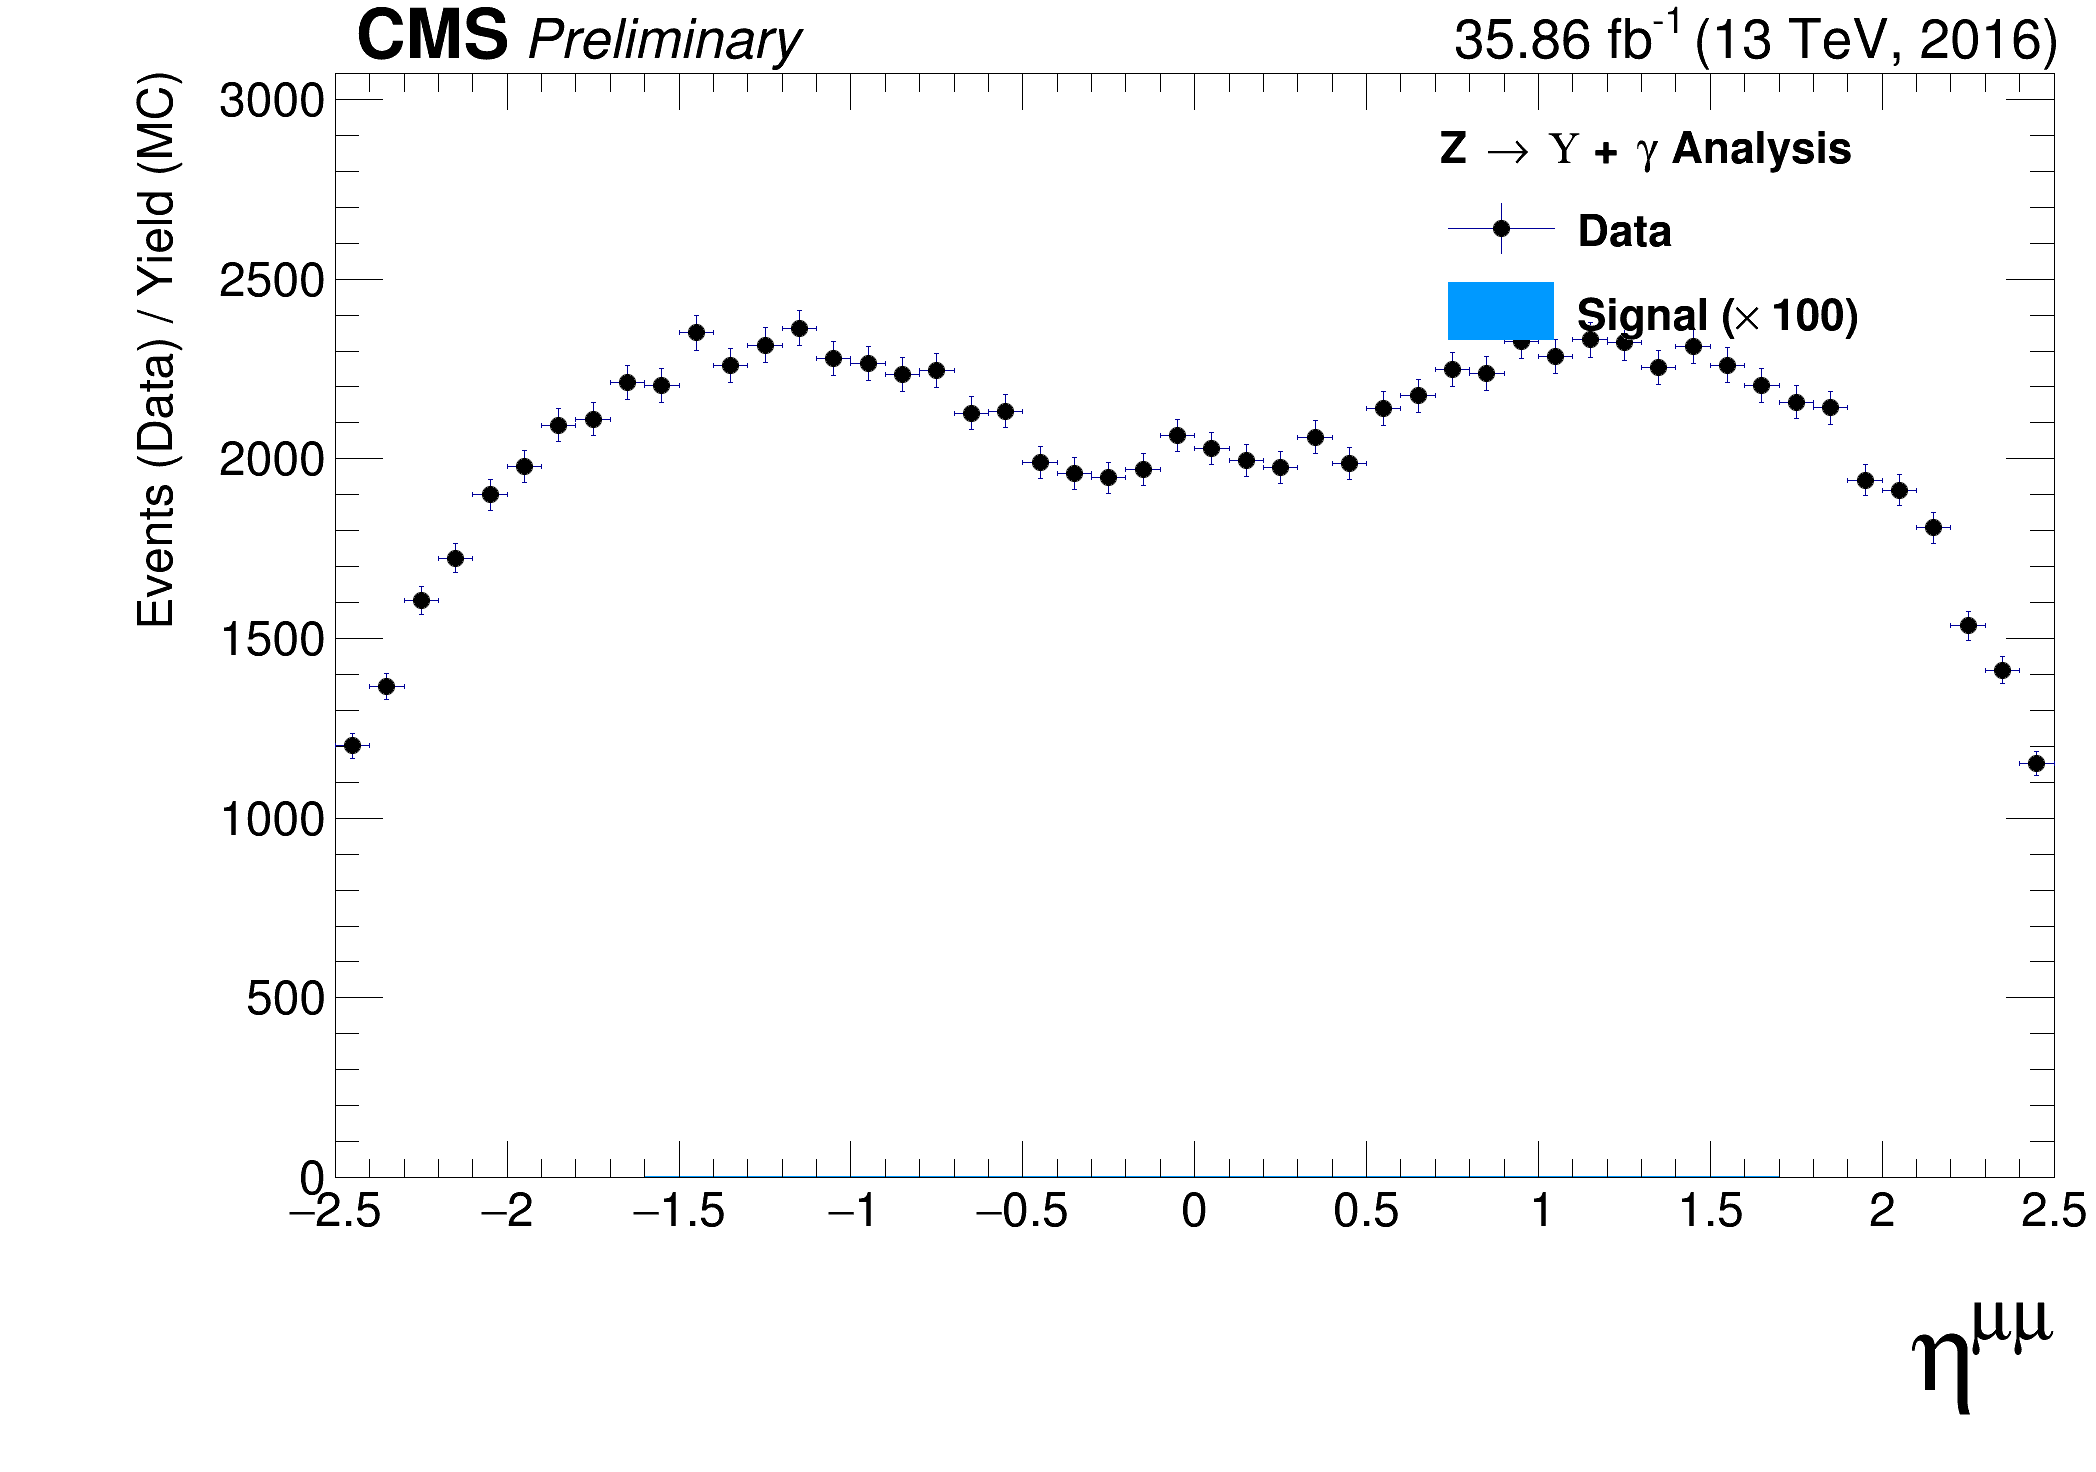 CMS Preliminary 35.86 fb-1 (13 TeV, 2016)
Events (Data) / Yield (MC)
Z → ϒ + γ Analysis
Data
Signal (× 100)
3000
2500
2000
1500
1000
500
0
−2.5 −2 −1.5 −1 −0.5 0 0.5 1 1.5 2 2.5
ημμ